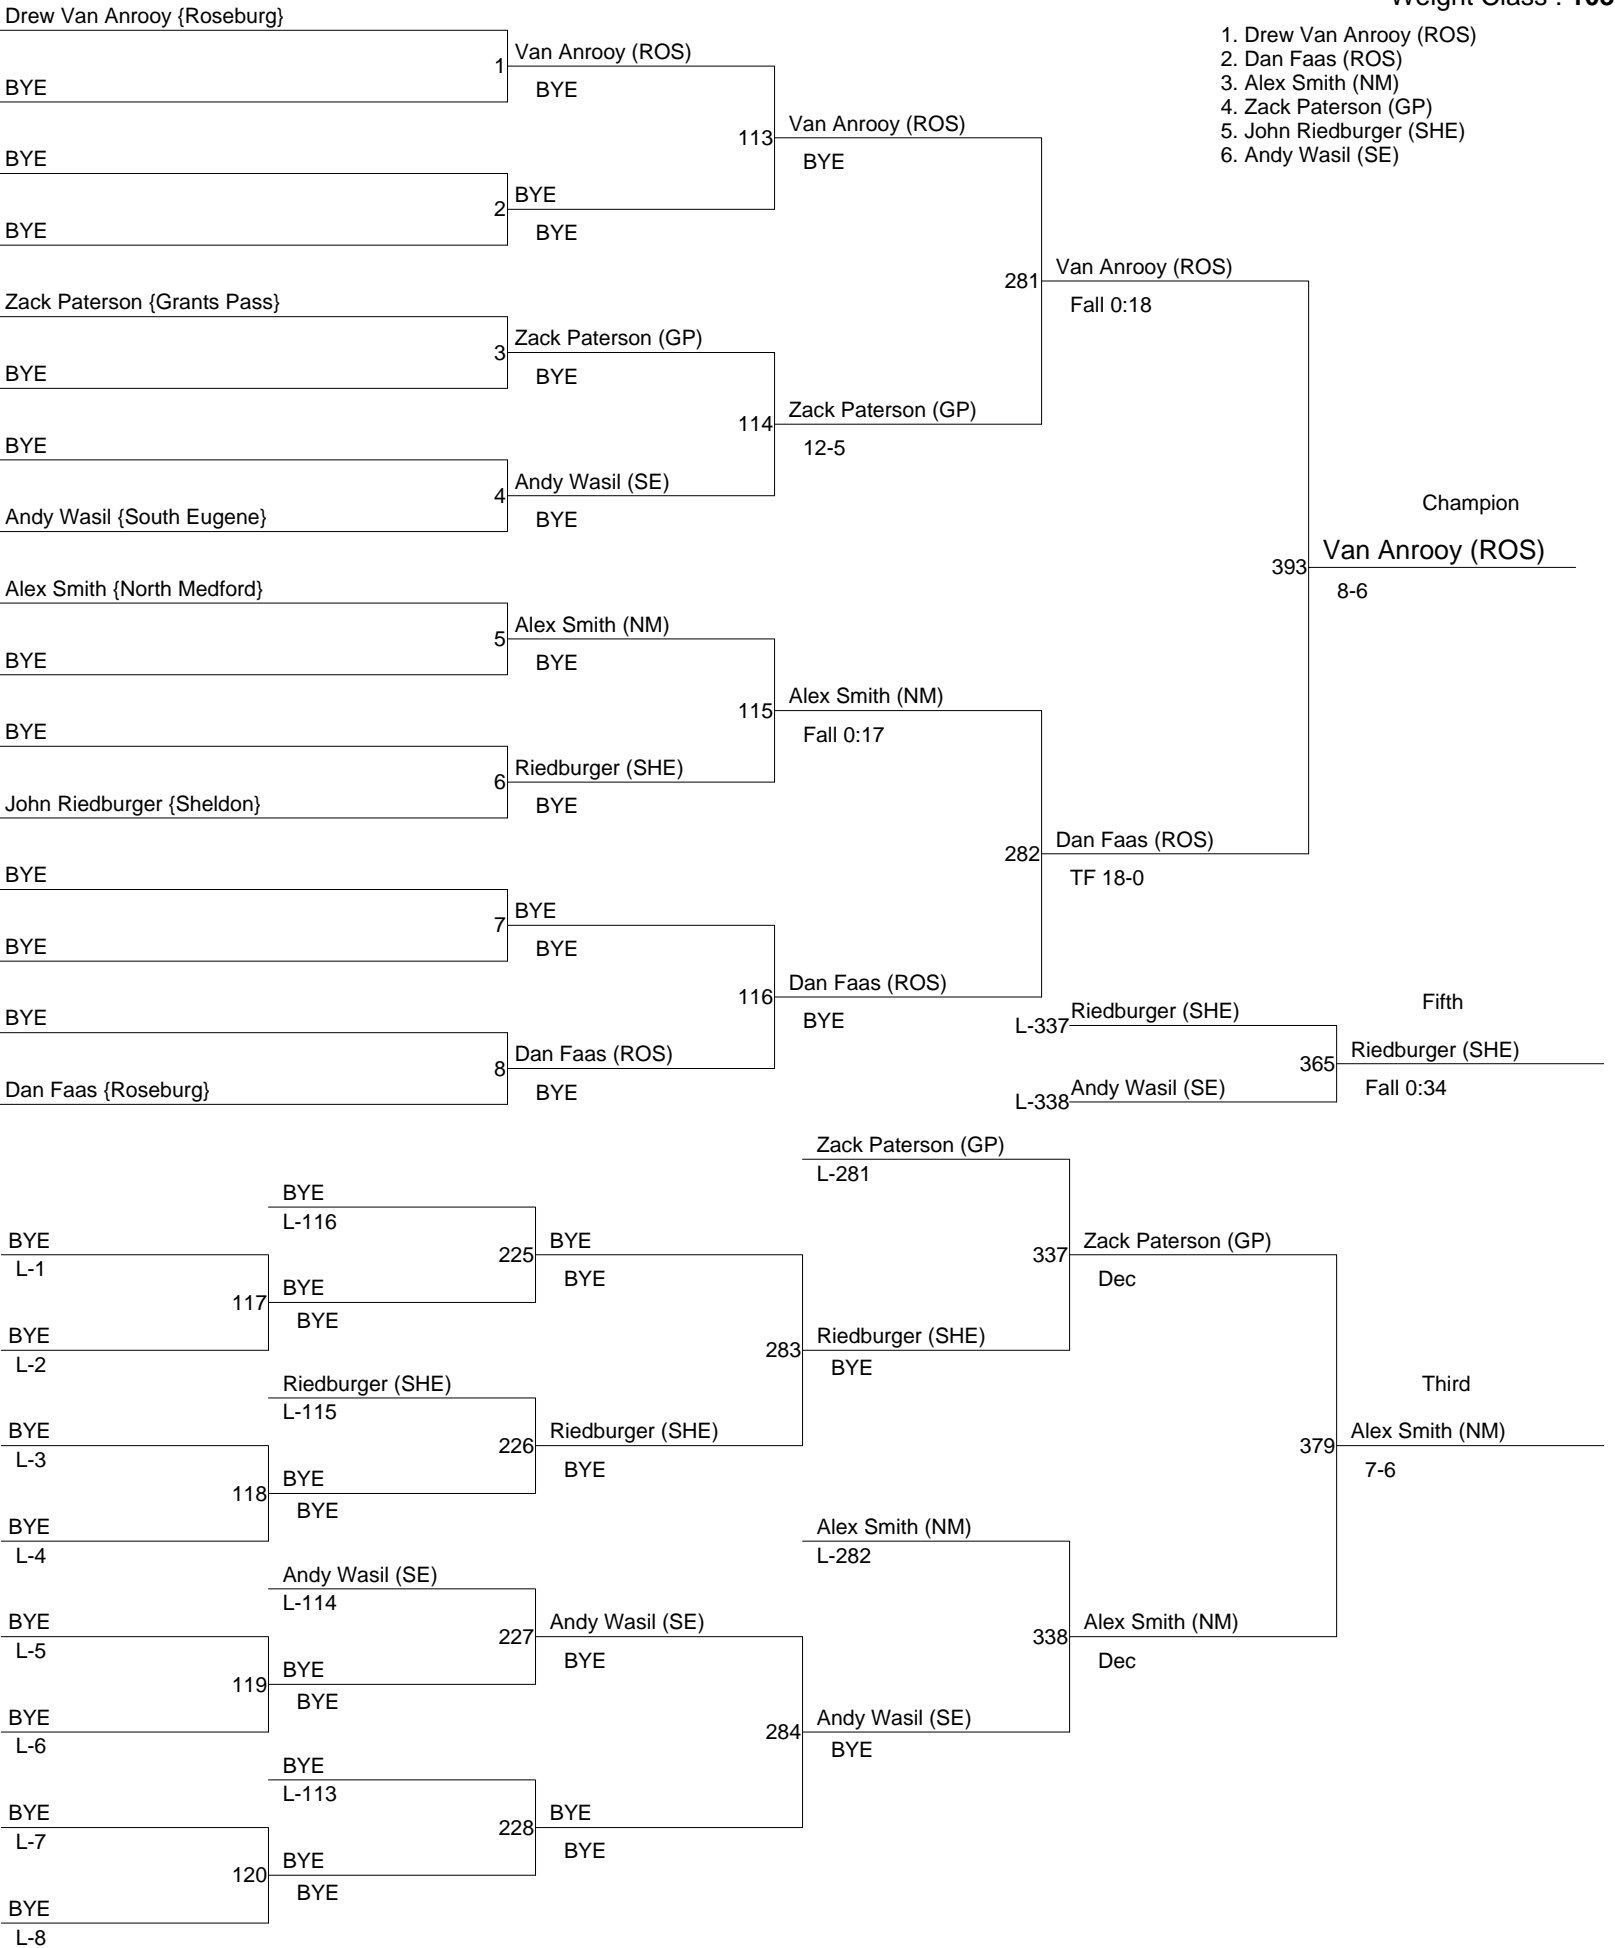 Weight Class :
1. Drew Van Anrooy (ROS)
2. Dan Faas (ROS)
3. Alex Smith (NM)
4. Zack Paterson (GP)
5. John Riedburger (SHE)
6. Andy Wasil (SE)
Drew Van Anrooy {Roseburg}
BYE
BYE
BYE
Zack Paterson {Grants Pass}
BYE
BYE
Andy Wasil {South Eugene}
Alex Smith {North Medford}
BYE
BYE
John Riedburger {Sheldon}
BYE
BYE
BYE
Dan Faas {Roseburg}
1
Van Anrooy (ROS)
BYE
2
BYE
BYE
3
Zack Paterson (GP)
BYE
4
Andy Wasil (SE)
BYE
5
Alex Smith (NM)
BYE
6
Riedburger (SHE)
BYE
7
BYE
BYE
8
Dan Faas (ROS)
BYE
113
Van Anrooy (ROS)
BYE
114
Zack Paterson (GP)
12-5
115
Alex Smith (NM)
Fall 0:17
116
Dan Faas (ROS)
BYE
281
Van Anrooy (ROS)
Fall 0:18
282
Dan Faas (ROS)
TF 18-0
Champion
393
Van Anrooy (ROS)
8-6
Fifth
L-337
Riedburger (SHE)
L-338
Andy Wasil (SE)
365
Riedburger (SHE)
Fall 0:34
BYE
L-1
BYE
L-2
BYE
L-3
BYE
L-4
BYE
L-5
BYE
L-6
BYE
L-7
BYE
L-8
BYE
L-116
117
BYE
BYE
Riedburger (SHE)
L-115
118
BYE
BYE
Andy Wasil (SE)
L-114
119
BYE
BYE
BYE
L-113
120
BYE
BYE
225
BYE
BYE
226
Riedburger (SHE)
BYE
227
Andy Wasil (SE)
BYE
228
BYE
BYE
Zack Paterson (GP)
L-281
283
Riedburger (SHE)
BYE
Alex Smith (NM)
L-282
284
Andy Wasil (SE)
BYE
337
Zack Paterson (GP)
Dec
338
Alex Smith (NM)
Dec
Third
379
Alex Smith (NM)
7-6